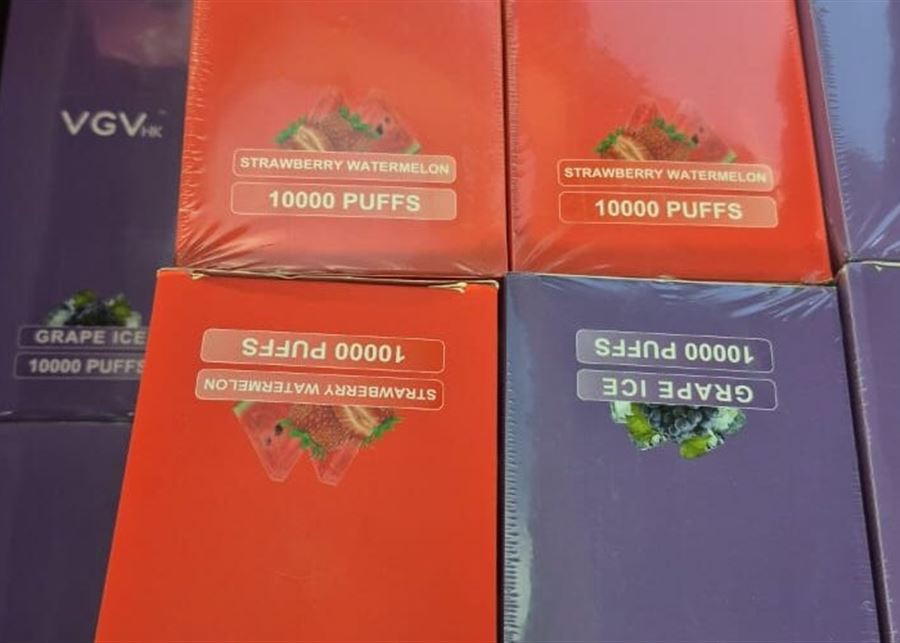 VGVHK
STRAWBERRY WATERMELON
10000 PUFFS
STRAWBERRY WATERMELON
10000 PUFFS
GRAPE ICE
10000 PUFFS
10000 PUFFS
STRAWBERRY WATERMELON
10000 PUFFS
GRAPE ICE